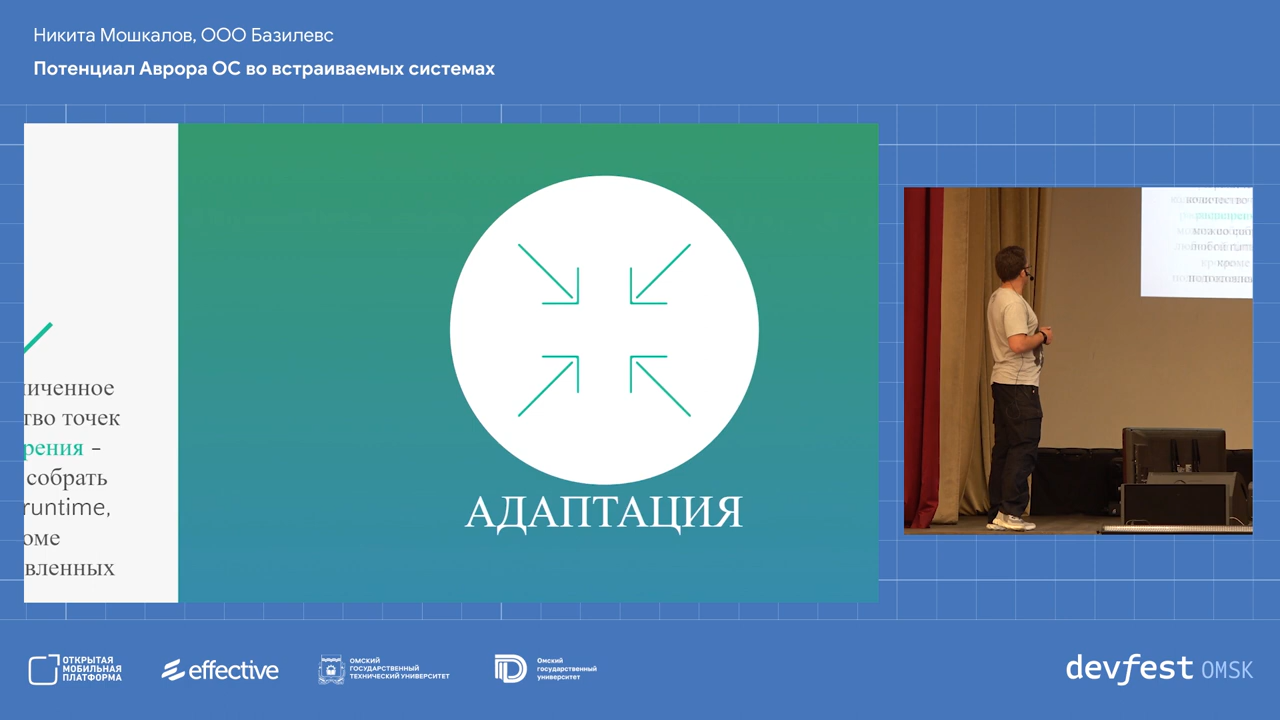 Никита Мошкалов, ООО Базилевс
Потенциал Аврора ОС во встраиваемых системах
иченное
тво точек
рения -
собрать
runtime,
оме
вленных
АДАПТАЦИЯ
ОТКРЫТАЯ
МОБИЛЬНАЯ
ПЛАТФОРМА
effective
ОМСКИЙ
ГОСУДАРСТВЕННЫЙ
ТЕХНИЧЕСКИЙ УНИВЕРСИТЕТ
Омский
государственный
университет
devfest OMSK